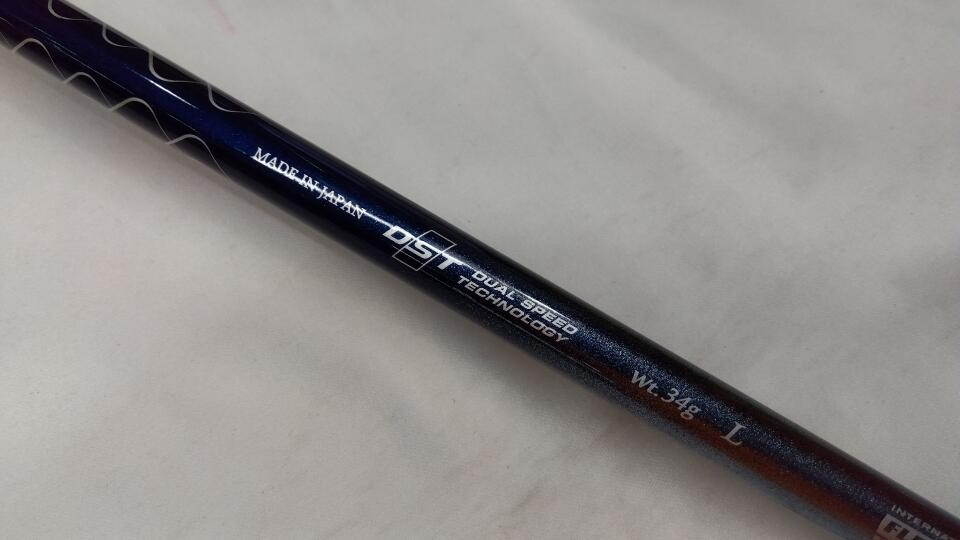 MADE IN JAPAN
DST
DUAL SPEED
TECHNOLOGY
Wt. 34g
L